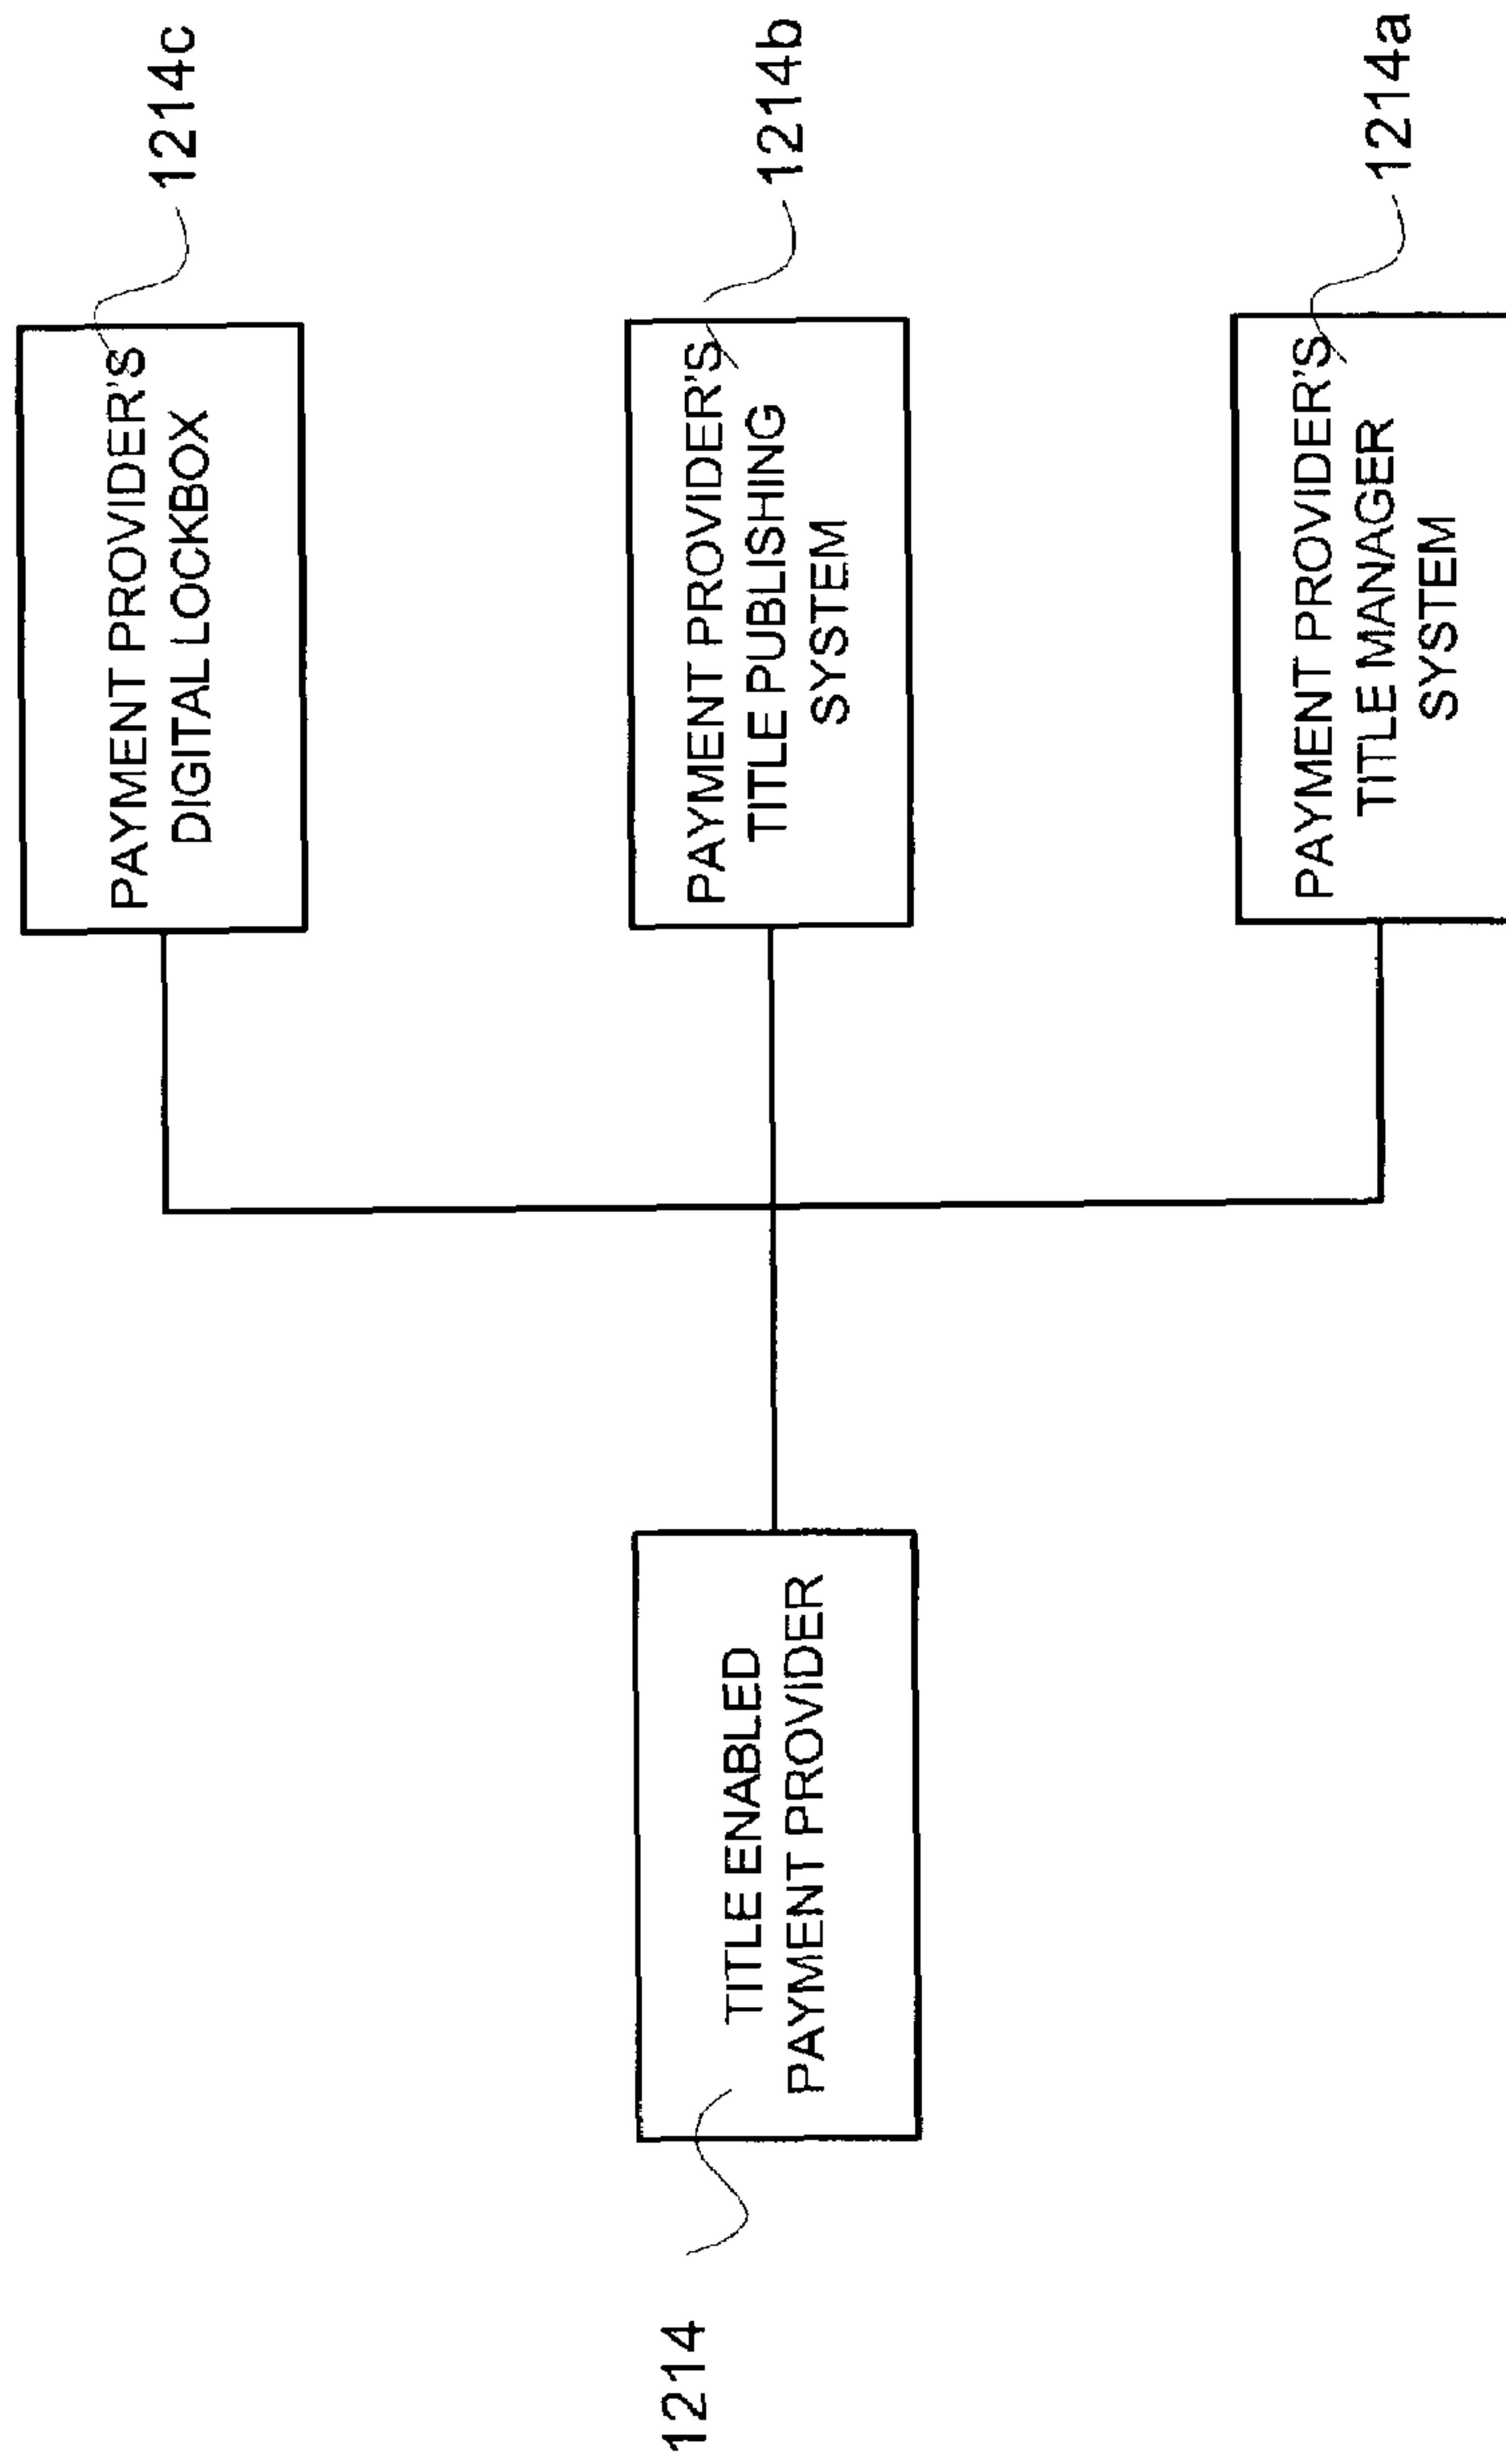 1214c
PAYMENT PROVIDER'S
DIGITAL LOCKBOX
1214b
PAYMENT PROVIDER'S
TITLE PUBLISHING
SYSTEM
1214a
PAYMENT PROVIDER'S
TITLE MANAGER
SYSTEM
TITLE ENABLED
PAYMENT PROVIDER
1214